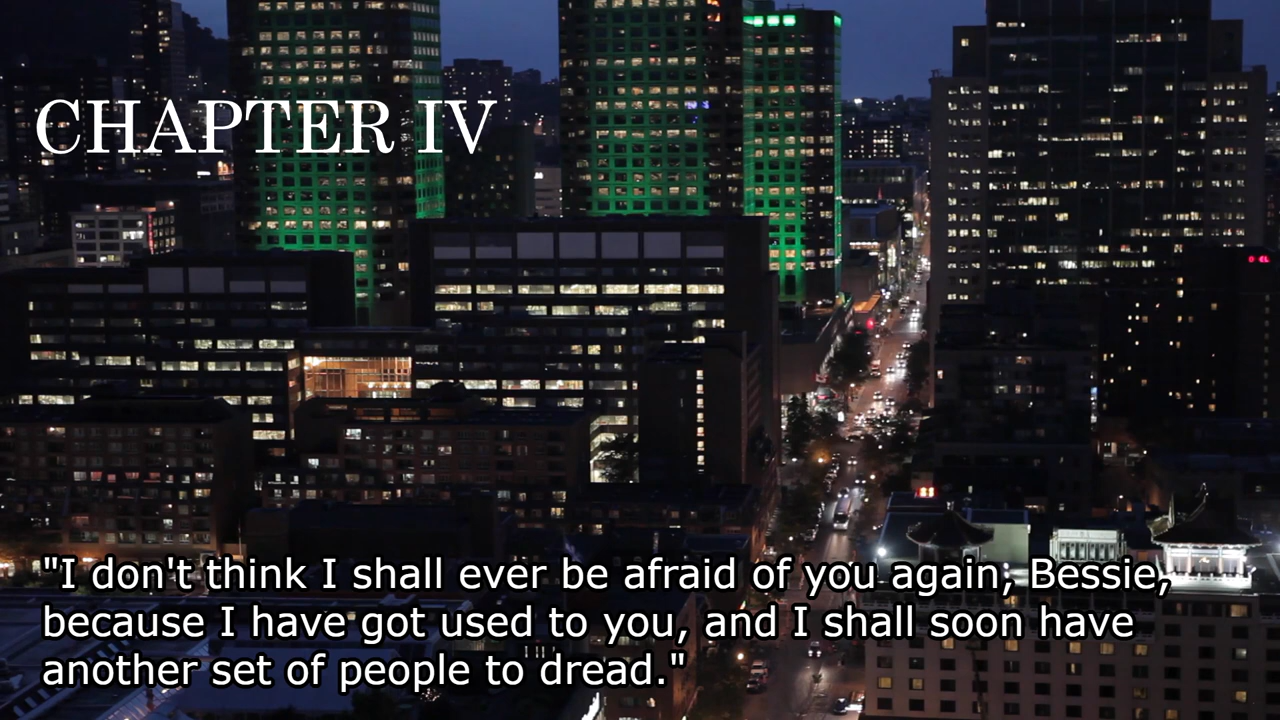 CHAPTER IV
"I don't think I shall ever be afraid of you again, Bessie,
because I have got used to you, and I shall soon have
another set of people to dread."